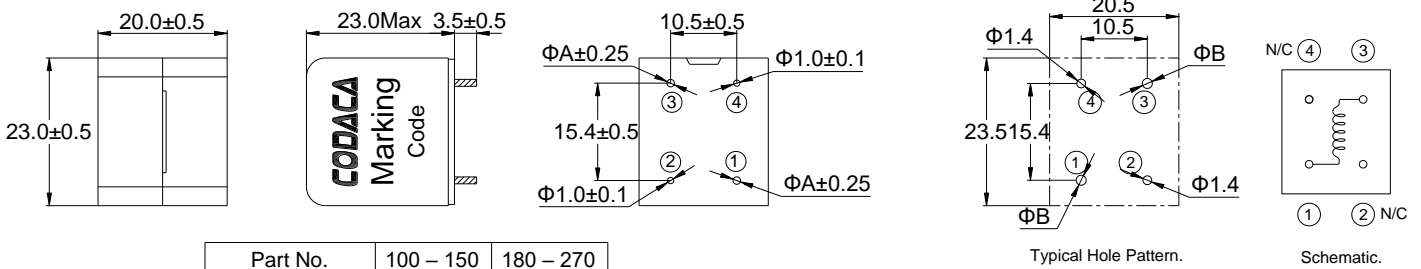 20.0±0.5
23.0±0.5
23.0Max 3.5±0.5
CODACA
Marking
Code
10.5±0.5
ΦA±0.25
Φ1.0±0.1
③ ④
15.4±0.5
② ①
Φ1.0±0.1
ΦA±0.25
20.5
10.5
Φ1.4
ΦB
④ ③
23.5 15.4
① ②
Φ1.4
ΦB
Typical Hole Pattern.
N/C ④ ③
① ② N/C
Schematic.
Part No. 100 – 150 180 – 270